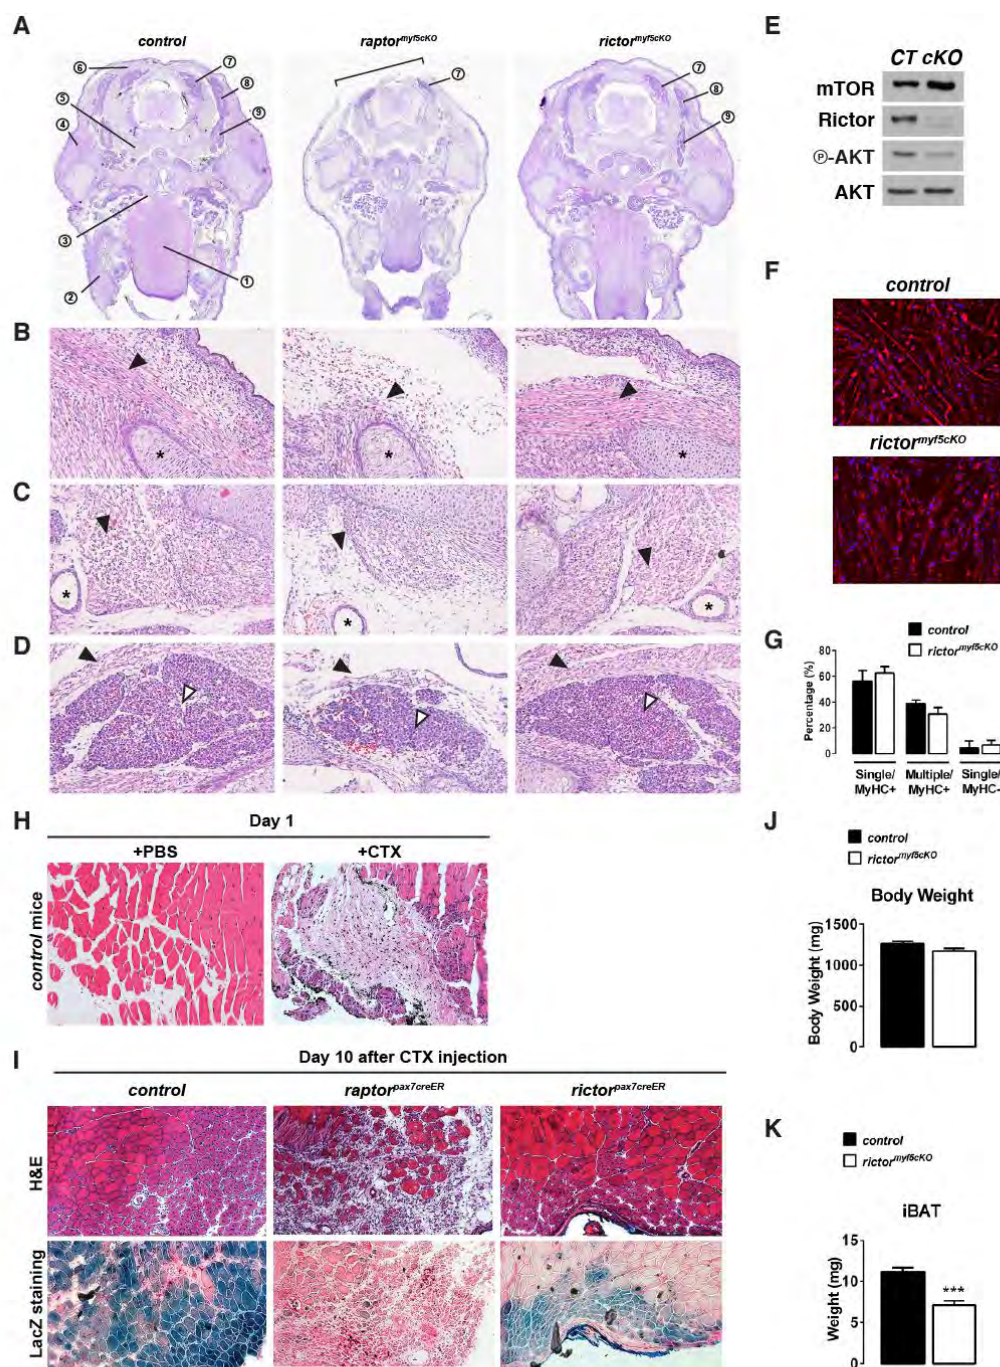 A
control
raptor^myf5cKO
rictor^myf5cKO
⑥
⑤
④
③
②
①
⑦
⑧
⑨
⑦
⑦
⑧
⑨
B
* * *
C
* * *
D
E
CT cKO
mTOR
Rictor
Ⓟ-AKT
AKT
F
control
rictor^myf5cKO
G
control
rictor^myf5cKO
Percentage (%)
80
60
40
20
0
Single/ Multiple/ Single/
MyHC+ MyHC+ MyHC-
H
Day 1
+PBS +CTX
control mice
I
Day 10 after CTX injection
control raptor^pax7creER rictor^pax7creER
H&E
LacZ staining
J
control
rictor^myf5cKO
Body Weight
Body Weight (mg)
1500
1000
500
0
K
control
rictor^myf5cKO
iBAT
Weight (mg)
15
10
5
0
***